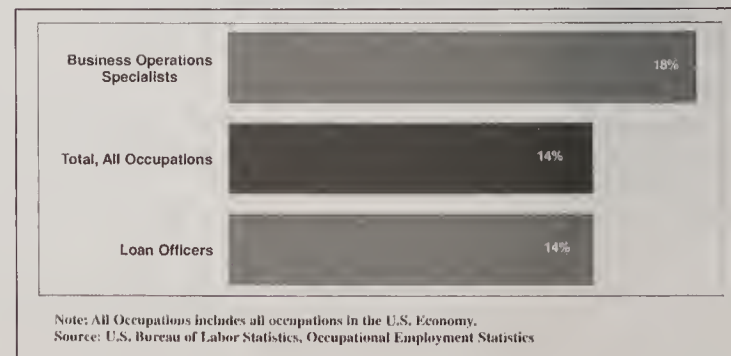 Business Operations
Specialists
18%
Total, All Occupations
14%
Loan Officers
14%
Note: All Occupations includes all occupations in the U.S. Economy.
Source: U.S. Bureau of Labor Statistics, Occupational Employment Statistics